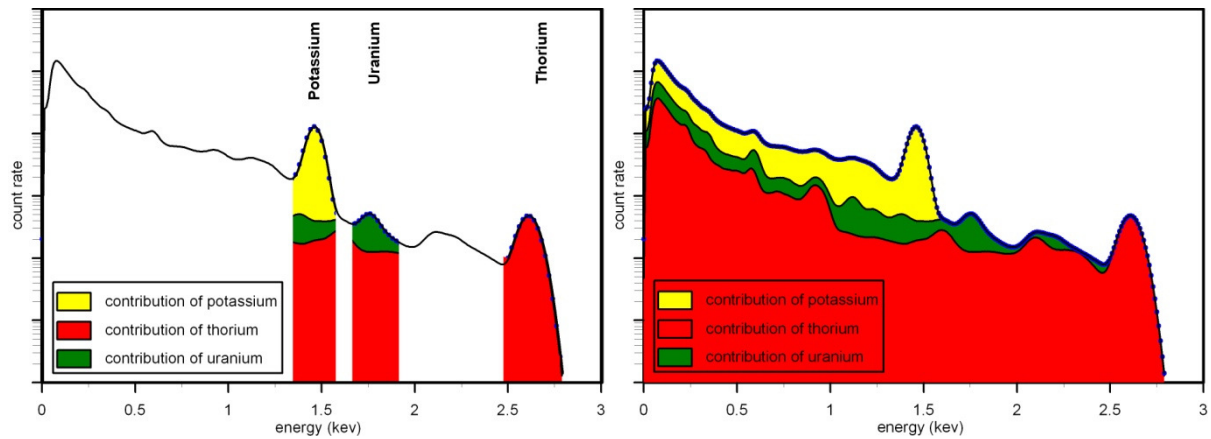 Potassium
Uranium
Thorium
count rate
contribution of potassium
contribution of thorium
contribution of uranium
0 0.5 1 1.5 2 2.5 3
energy (kev)
count rate
contribution of potassium
contribution of thorium
contribution of uranium
0 0.5 1 1.5 2 2.5 3
energy (kev)